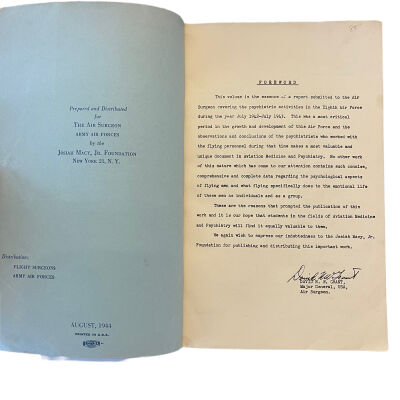 Prepared and Distributed
for
THE AIR SURGEON
ARMY AIR FORCES
by the
JOSIAH MACY, JR. FOUNDATION
NEW YORK 21, N. Y.
Distribution:
FLIGHT SURGEONS
ARMY AIR FORCES
AUGUST, 1944
PRINTED IN U.S.A.
FOREWORD
This volume is the essence of a report submitted to the Air
Surgeon covering the psychiatric activities in the Eighth Air Force
during the year July 1942-July 1943. This was a most critical
period in the growth and development of this Air Force and the
observations and conclusions of the psychiatrists who worked with
the flying personnel during that time makes a most valuable and
unique document in Aviation Medicine and Psychiatry. No other work
of this nature which has come to our attention contains such concise,
comprehensive and complete data regarding the psychological aspects
of flying men and what flying specifically does to the emotional life
of these men as individuals and as a group.
These are the reasons that prompted the publication of this
work and it is our hope that students in the fields of Aviation Medicine
and Psychiatry will find it equally valuable to them.
We again wish to express our indebtedness to the Josiah Macy, Jr.
Foundation for publishing and distributing this important work.
David N.W. Grant
DAVID N. W. GRANT,
Major General, USA,
Air Surgeon.